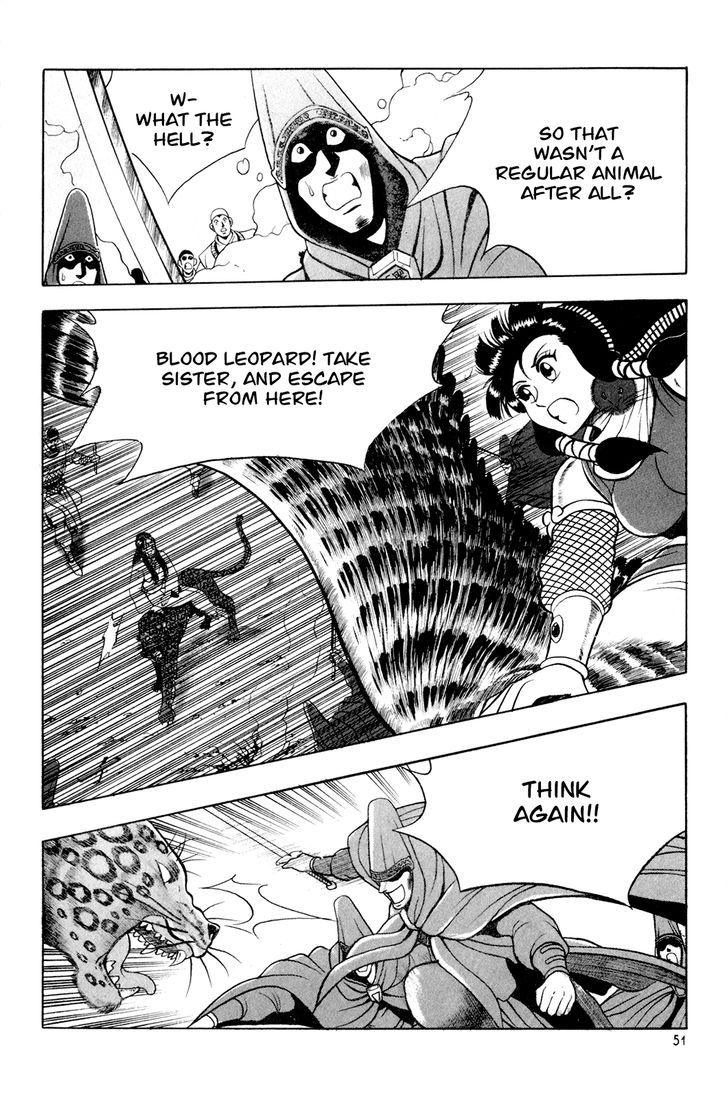 SO THAT
WASN'T A
REGULAR ANIMAL
AFTER ALL?
W-
WHAT THE
HELL?
BLOOD LEOPARD! TAKE
SISTER, AND ESCAPE
FROM HERE!
THINK
AGAIN!!
51